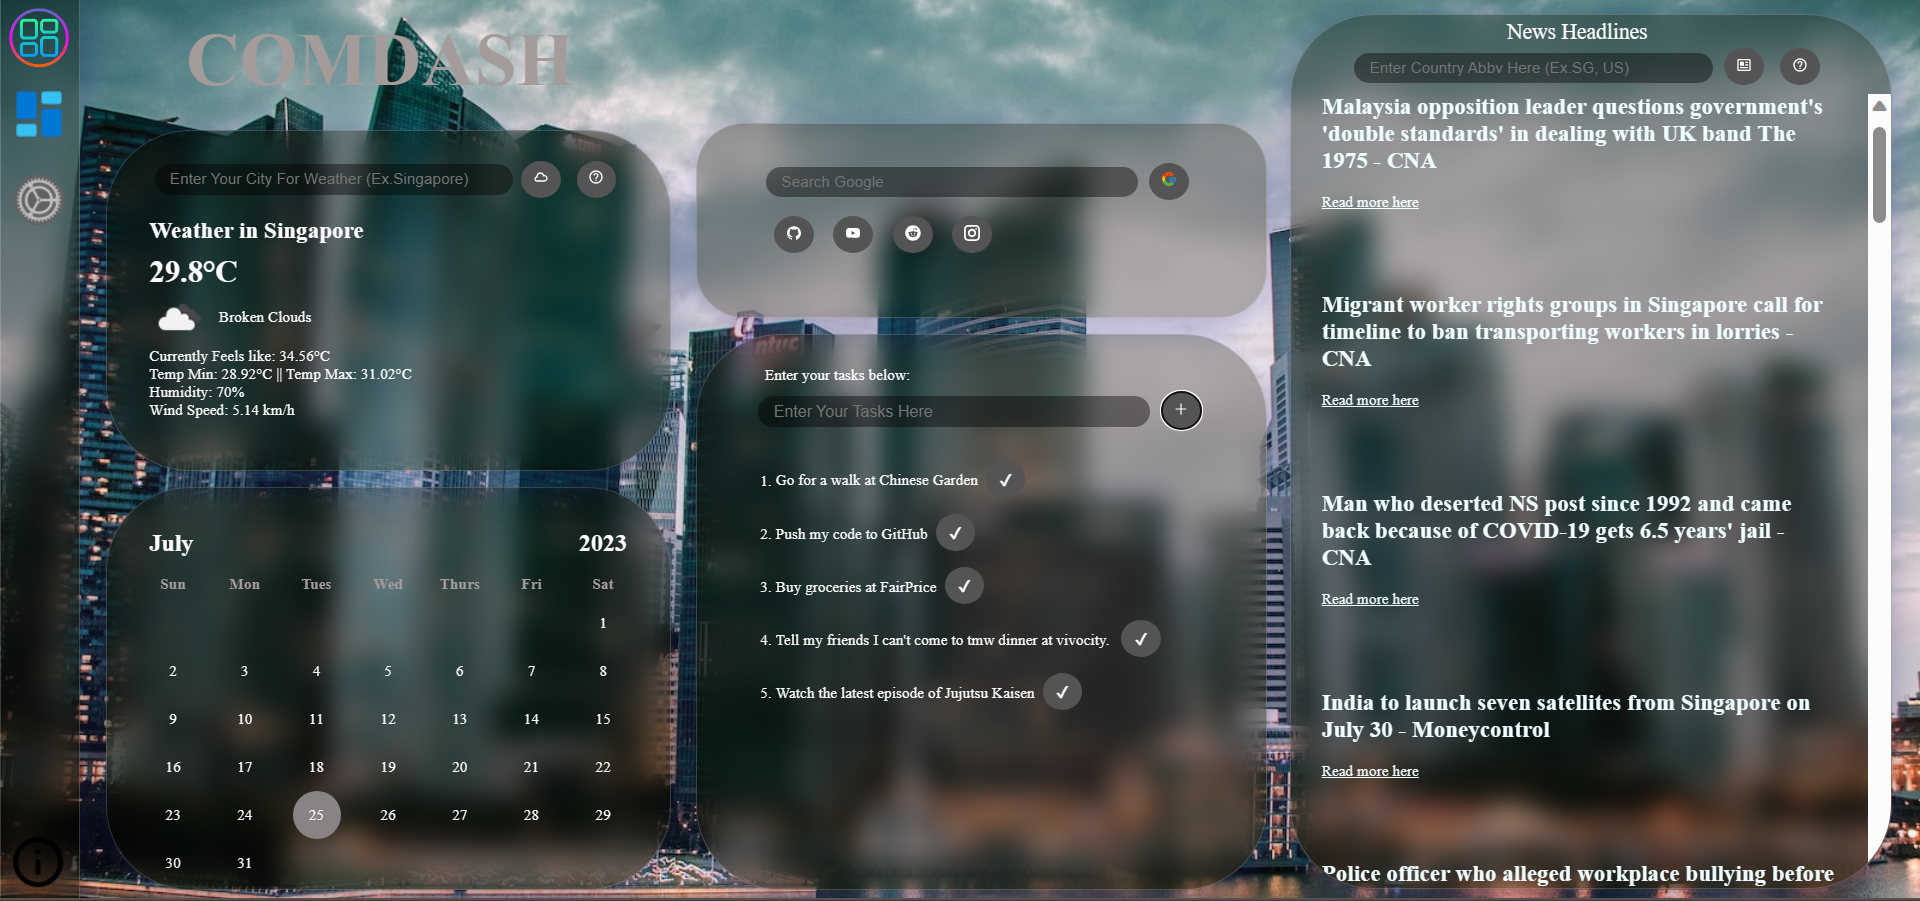 COMDASH
Enter Your City For Weather (Ex.Singapore)
Weather in Singapore
29.8°C
Broken Clouds
Currently Feels like: 34.56°C
Temp Min: 28.92°C || Temp Max: 31.02°C
Humidity: 70%
Wind Speed: 5.14 km/h
July 2023
Sun Mon Tues Wed Thurs Fri Sat
1
2 3 4 5 6 7 8
9 10 11 12 13 14 15
16 17 18 19 20 21 22
23 24 25 26 27 28 29
30 31
Search Google
Enter your tasks below:
Enter Your Tasks Here
+
1. Go for a walk at Chinese Garden
2. Push my code to GitHub
3. Buy groceries at FairPrice
4. Tell my friends I can't come to tmw dinner at vivocity.
5. Watch the latest episode of Jujutsu Kaisen
News Headlines
Enter Country Abbv Here (Ex.SG, US)
Malaysia opposition leader questions government's
'double standards' in dealing with UK band The
1975 - CNA
Read more here
Migrant worker rights groups in Singapore call for
timeline to ban transporting workers in lorries -
CNA
Read more here
Man who deserted NS post since 1992 and came
back because of COVID-19 gets 6.5 years' jail -
CNA
Read more here
India to launch seven satellites from Singapore on
July 30 - Moneycontrol
Read more here
Police officer who alleged workplace bullying before